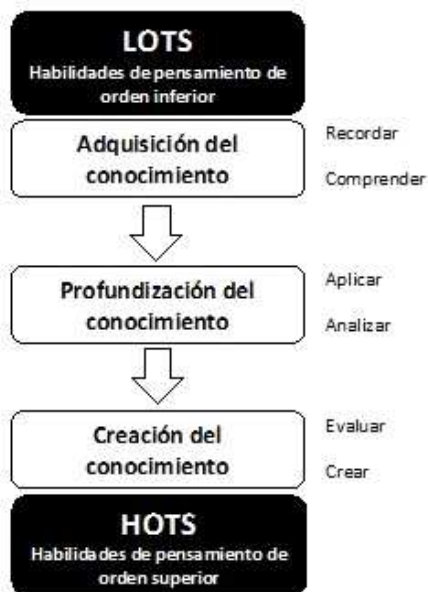 LOTS
Habilidades de pensamiento de
orden inferior
Adquisición del
conocimiento
Recordar
Comprender
Profundización del
conocimiento
Aplicar
Analizar
Creación del
conocimiento
Evaluar
Crear
HOTS
Habilidades de pensamiento de
orden superior